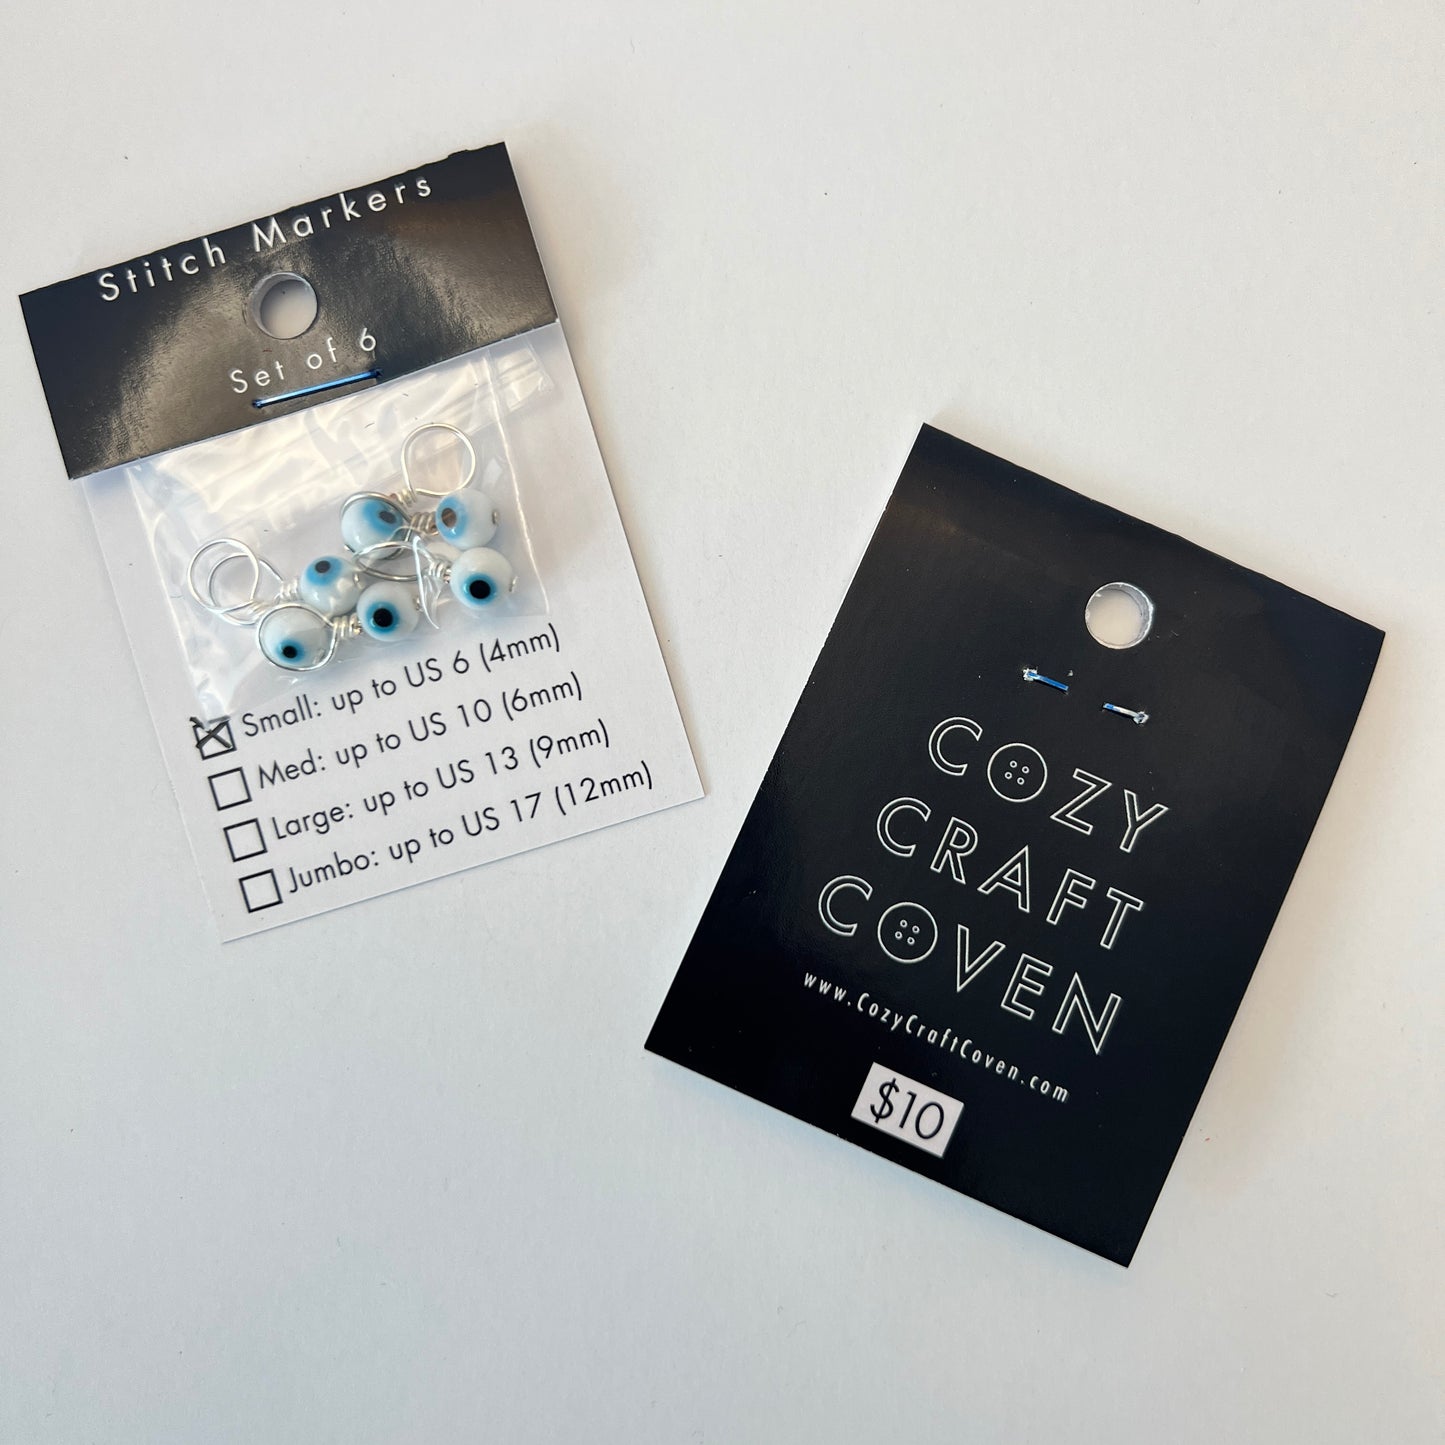 Stitch Markers
Set of 6
Small: up to US 6 (4mm)
Med: up to US 10 (6mm)
Large: up to US 13 (9mm)
Jumbo: up to US 17 (12mm)
COZY
CRAFT
COVEN
www.CozyCraftCoven.com
$10